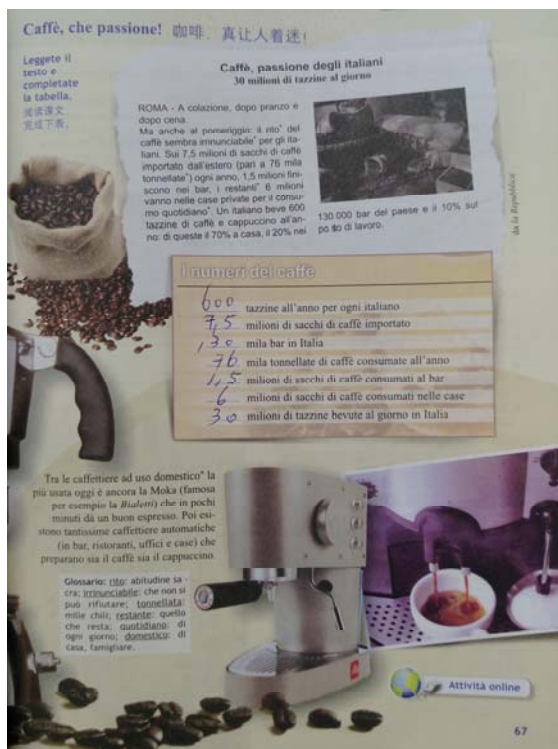 Caffè, che passione! 咖啡，真让人着迷!
Leggete il
testo e
completate
la tabella.
阅读课文
完成下表。
Caffè, passione degli italiani
30 milioni di tazzine al giorno
ROMA - A colazione, dopo pranzo e
dopo cena.
Ma anche al pomeriggio: il rito* del
caffè sembra irrinunciabile* per gli ita-
liani. Sui 7,5 milioni di sacchi di caffè
importato dall'estero (pari a 76 mila
tonnellate*) ogni anno, 1,5 milioni fini-
scono nei bar, i restanti* 6 milioni
vanno nelle case private per il consu-
mo quotidiano*. Un italiano beve 600
tazzine di caffè e cappuccino all'an-
no: di queste il 70% a casa, il 20% nei
130.000 bar del paese e il 10% sul
posto di lavoro.
da la Repubblica
I numeri del caffè
600 tazzine all'anno per ogni italiano
7,5 milioni di sacchi di caffè importato
130 mila bar in Italia
76 mila tonnellate di caffè consumate all'anno
1,5 milioni di sacchi di caffè consumati al bar
6 milioni di sacchi di caffè consumati nelle case
30 milioni di tazzine bevute al giorno in Italia
Tra le caffettiere ad uso domestico* la
più usata oggi è ancora la Moka (famosa
per esempio la Bialetti) che in pochi
minuti dà un buon espresso. Poi esi-
stono tantissime caffettiere automatiche
(in bar, ristoranti, uffici e case) che
preparano sia il caffè sia il cappuccino.
Glossario: rito: abitudine sa-
cra; irrinunciabile: che non si
può rifiutare; tonnellata:
mille chili; restante: quello
che resta; quotidiano: di
ogni giorno; domestico: di
casa, famigliare.
Attività online
67